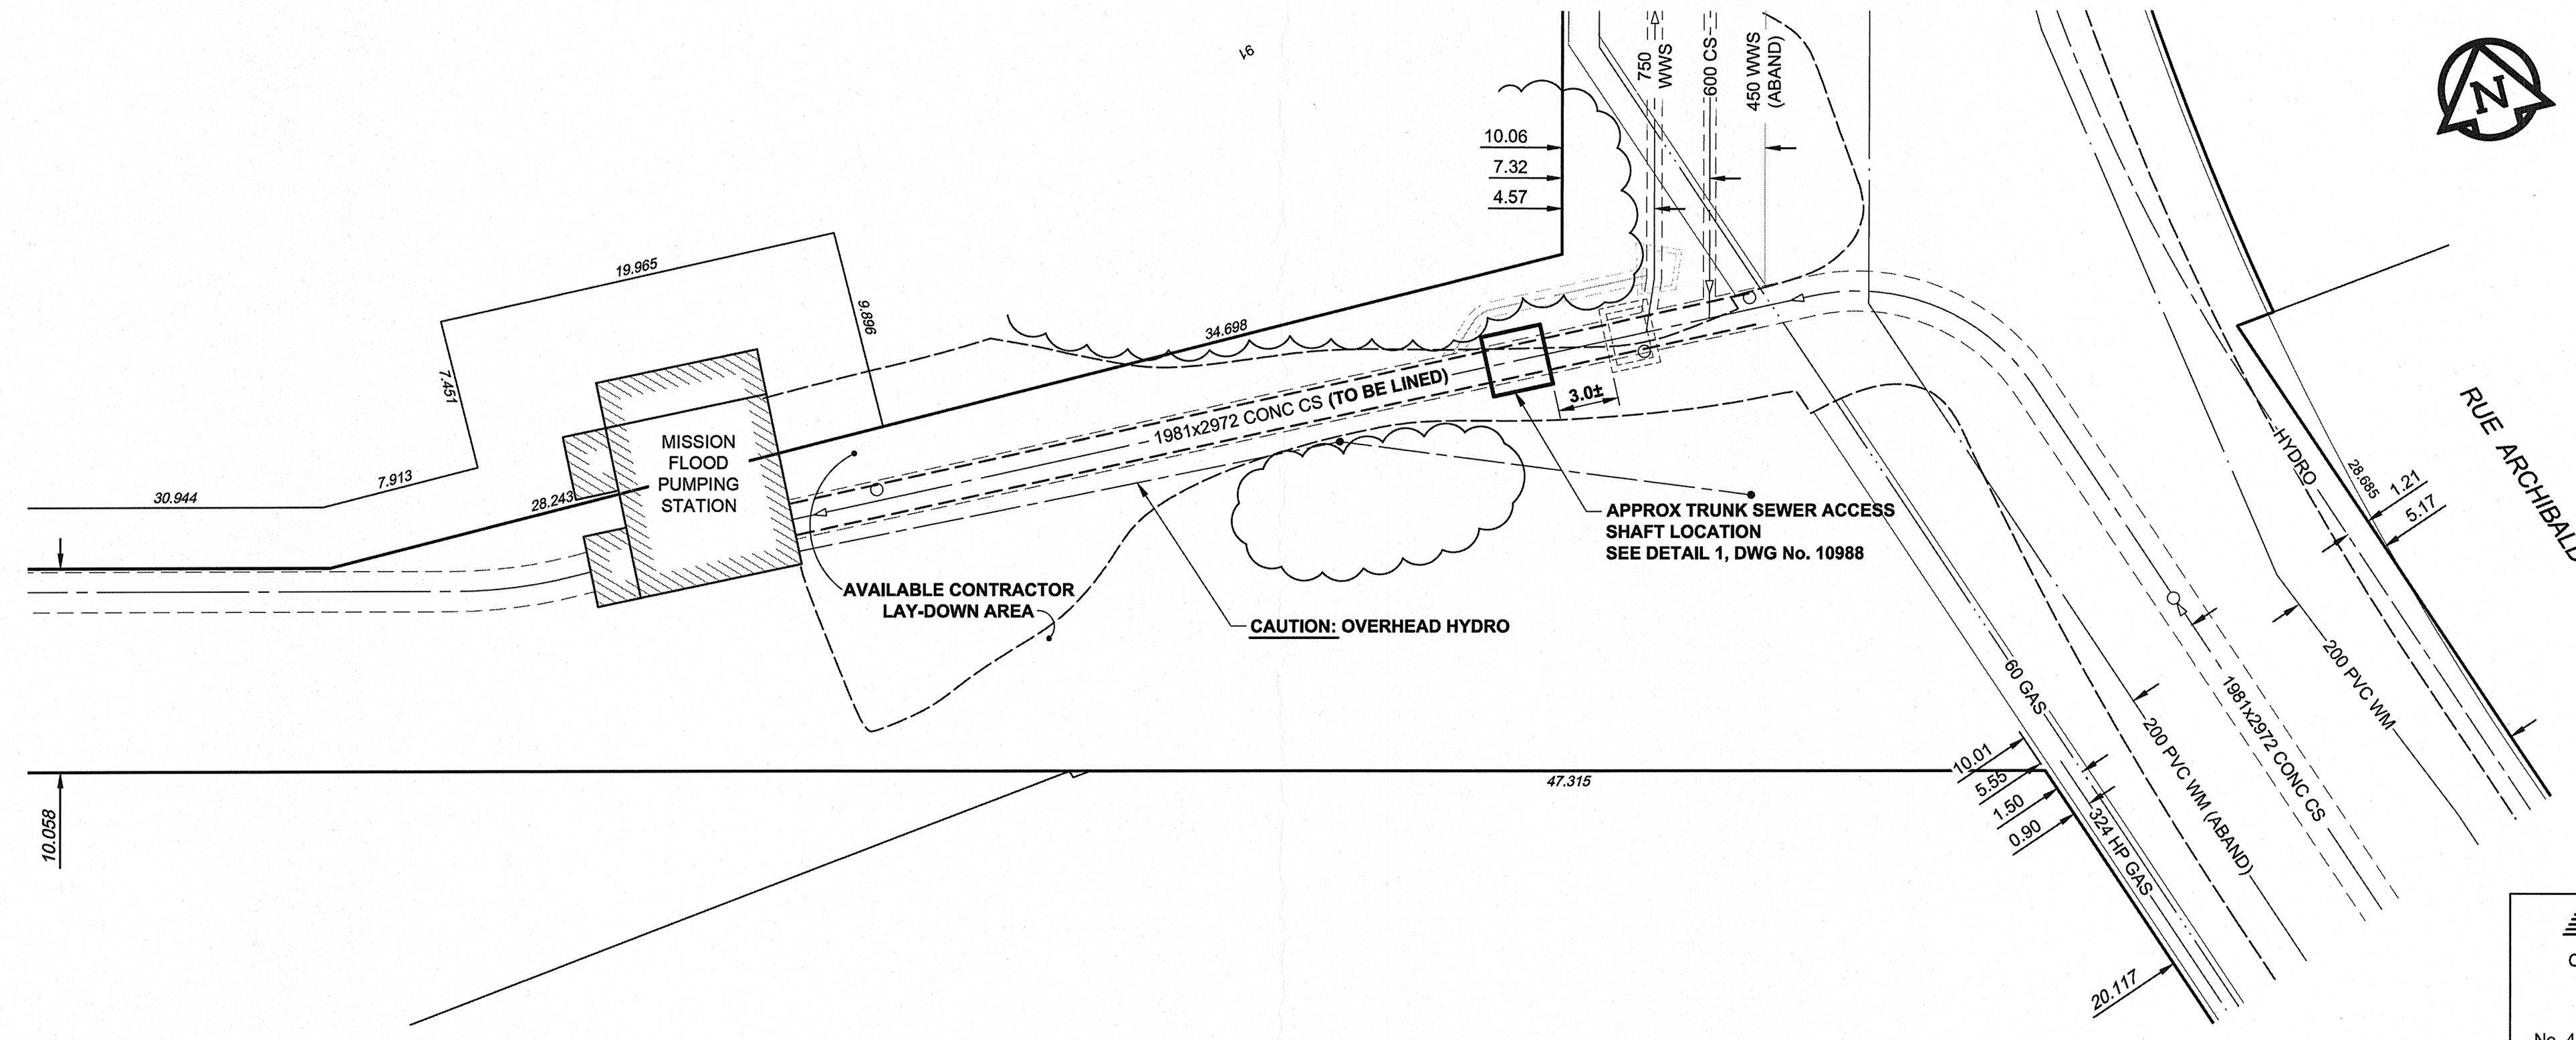 91
750
WWS
600 CS
450 WWS
(ABAND)
N
10.06
7.32
4.57
19.965
9.896
34.698
7.451
7.913
30.944
28.243
MISSION
FLOOD
PUMPING
STATION
1981x2972 CONC CS (TO BE LINED)
3.0±
APPROX TRUNK SEWER ACCESS
SHAFT LOCATION
SEE DETAIL 1, DWG No. 10988
AVAILABLE CONTRACTOR
LAY-DOWN AREA
CAUTION: OVERHEAD HYDRO
HYDRO
28.685
1.21
5.17
RUE ARCHIBALD
60 GAS
200 PVC WM
1981x2972 CONC CS
200 PVC WM (ABAND)
324 HP GAS
10.01
5.55
1.50
0.90
20.117
47.315
10.058